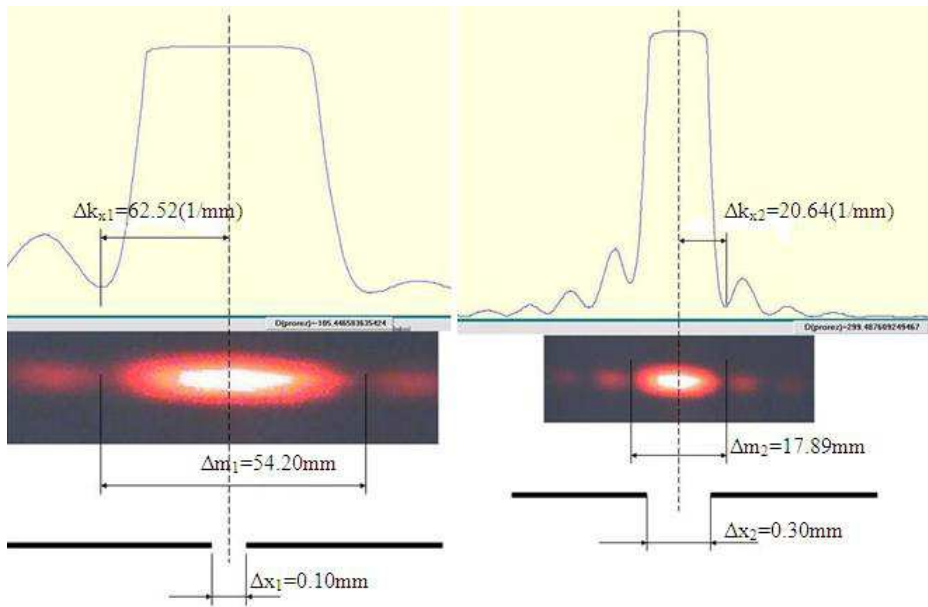 Δkx1=62.52(1/mm)
Δkx2=20.64(1/mm)
D(prorez)=105.446503635424
D(prorez)=299.487609249467
Δm1=54.20mm
Δm2=17.89mm
Δx2=0.30mm
Δx1=0.10mm